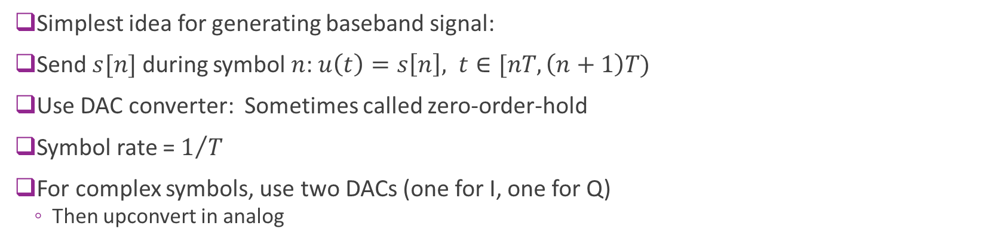 ❑Simplest idea for generating baseband signal:
❑Send s[n] during symbol n: u(t) = s[n], t ∈ [nT, (n + 1)T)
❑Use DAC converter: Sometimes called zero-order-hold
❑Symbol rate = 1/T
❑For complex symbols, use two DACs (one for I, one for Q)
◦ Then upconvert in analog